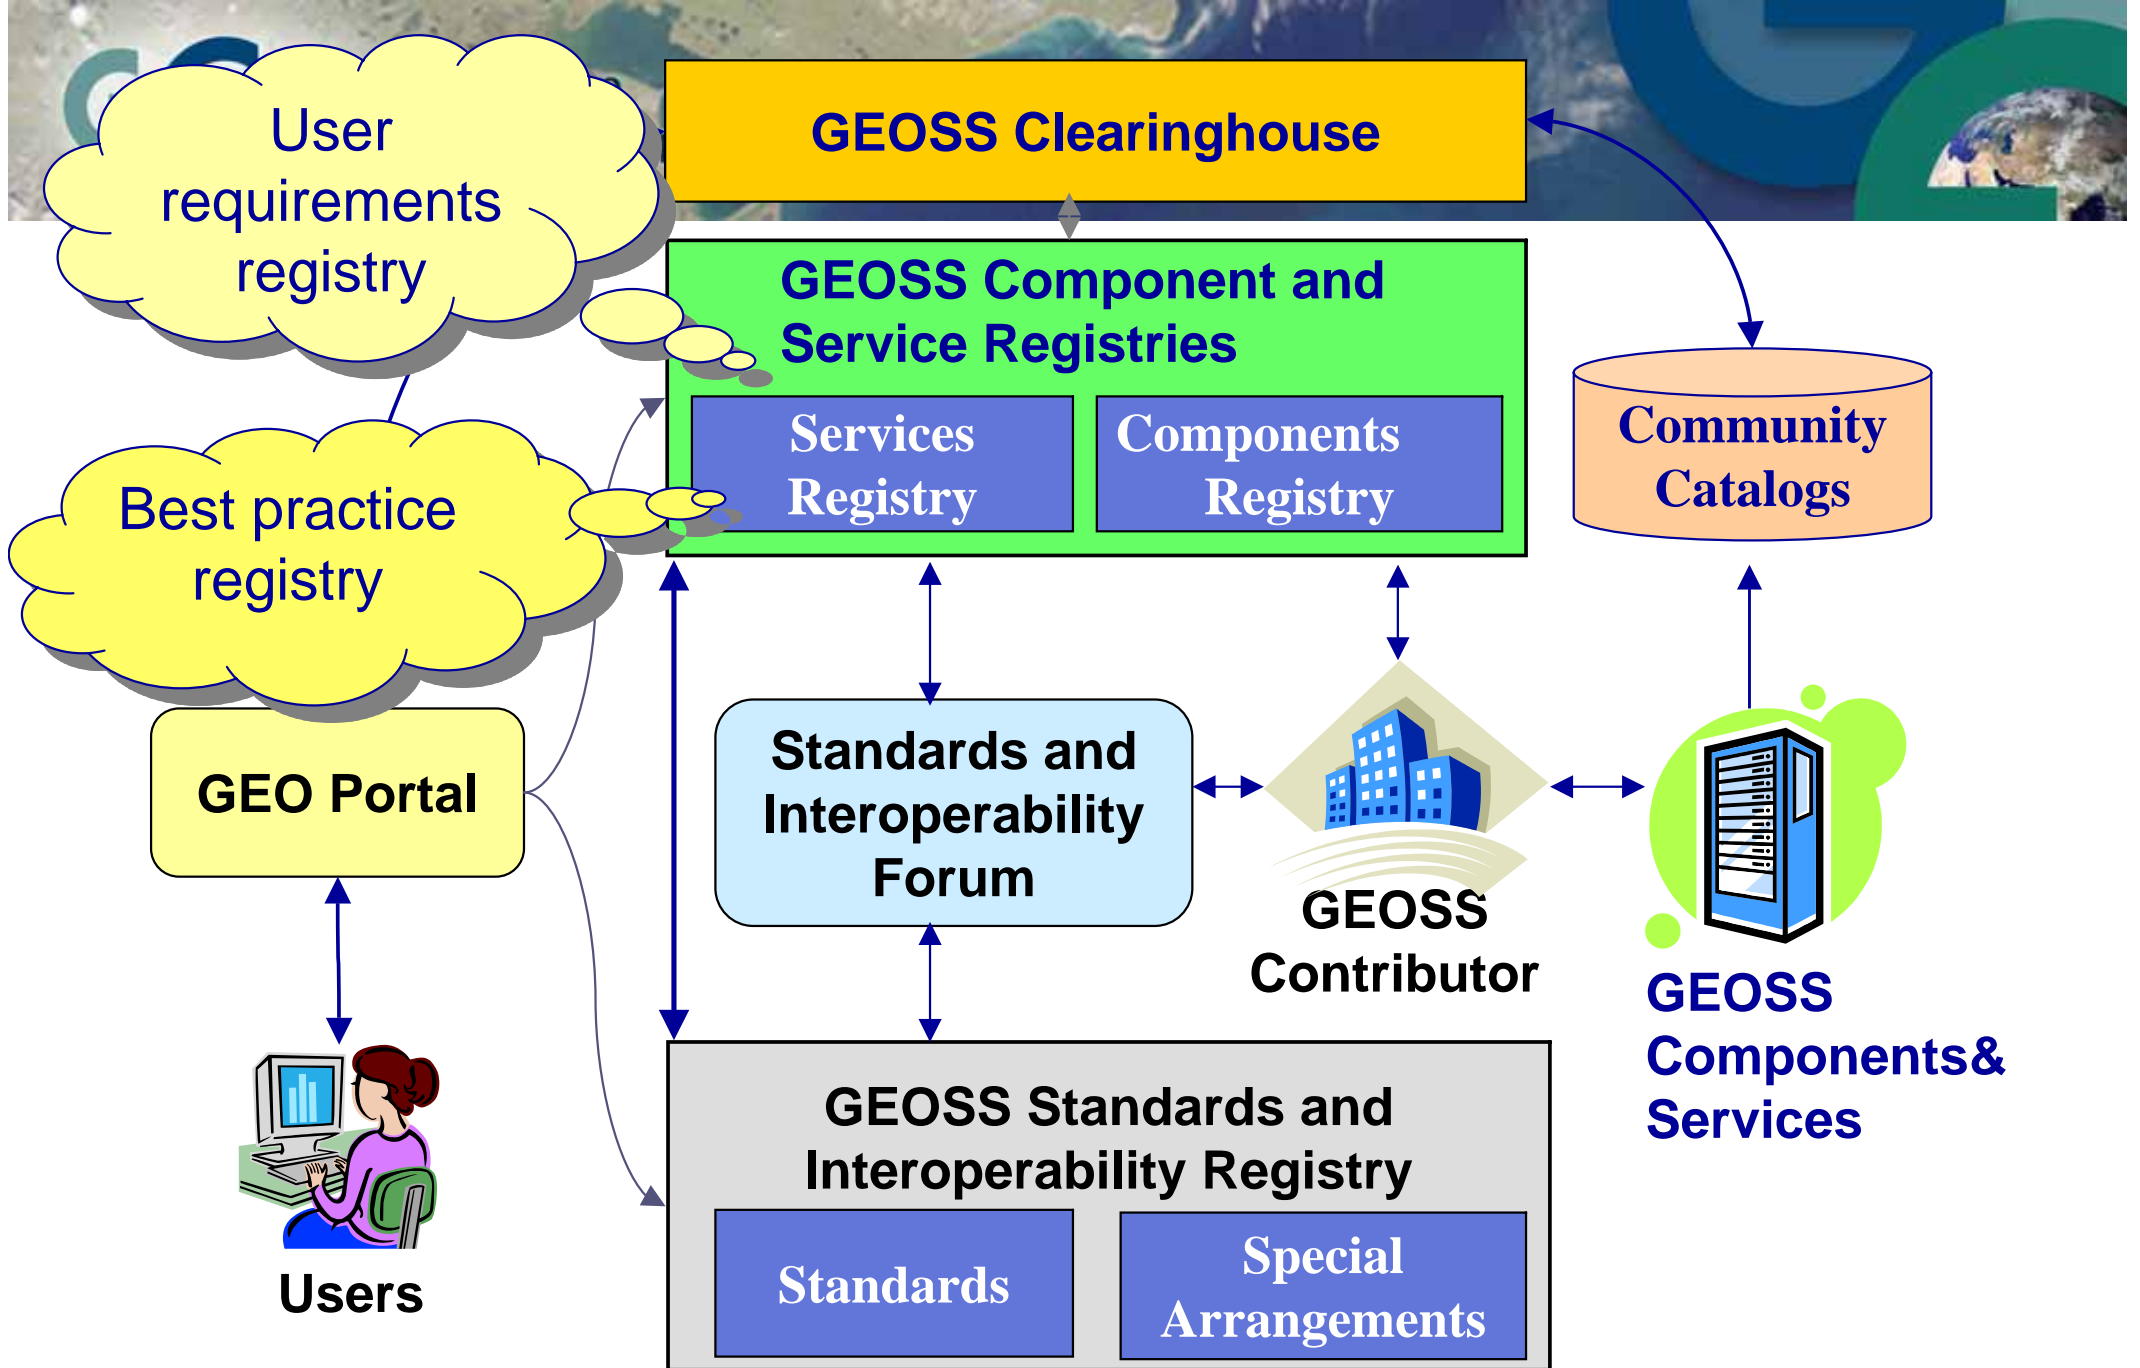 User
requirements
registry
GEOSS Clearinghouse
GEOSS Component and
Service Registries
Services
Registry
Components
Registry
Community
Catalogs
Best practice
registry
GEO Portal
Standards and
Interoperability
Forum
GEOSS
Contributor
GEOSS
Components&
Services
Users
GEOSS Standards and
Interoperability Registry
Standards
Special
Arrangements